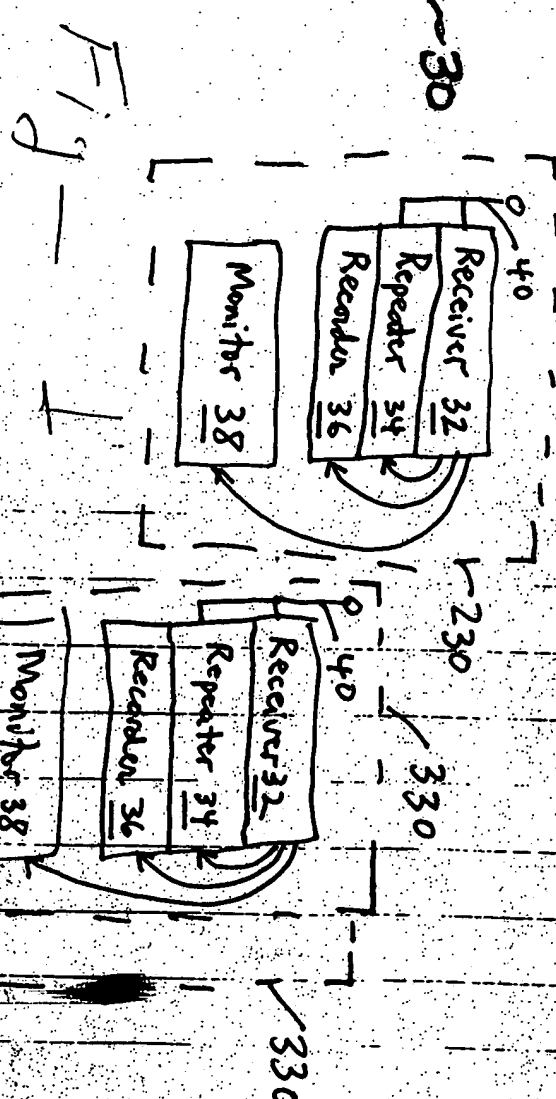 30
40
Receiver 32
Repeater 34
Recorder 36
Monitor 38
230
330
40
Receiver 32
Repeater 34
Recorder 36
Monitor 38
330
Fig - 1